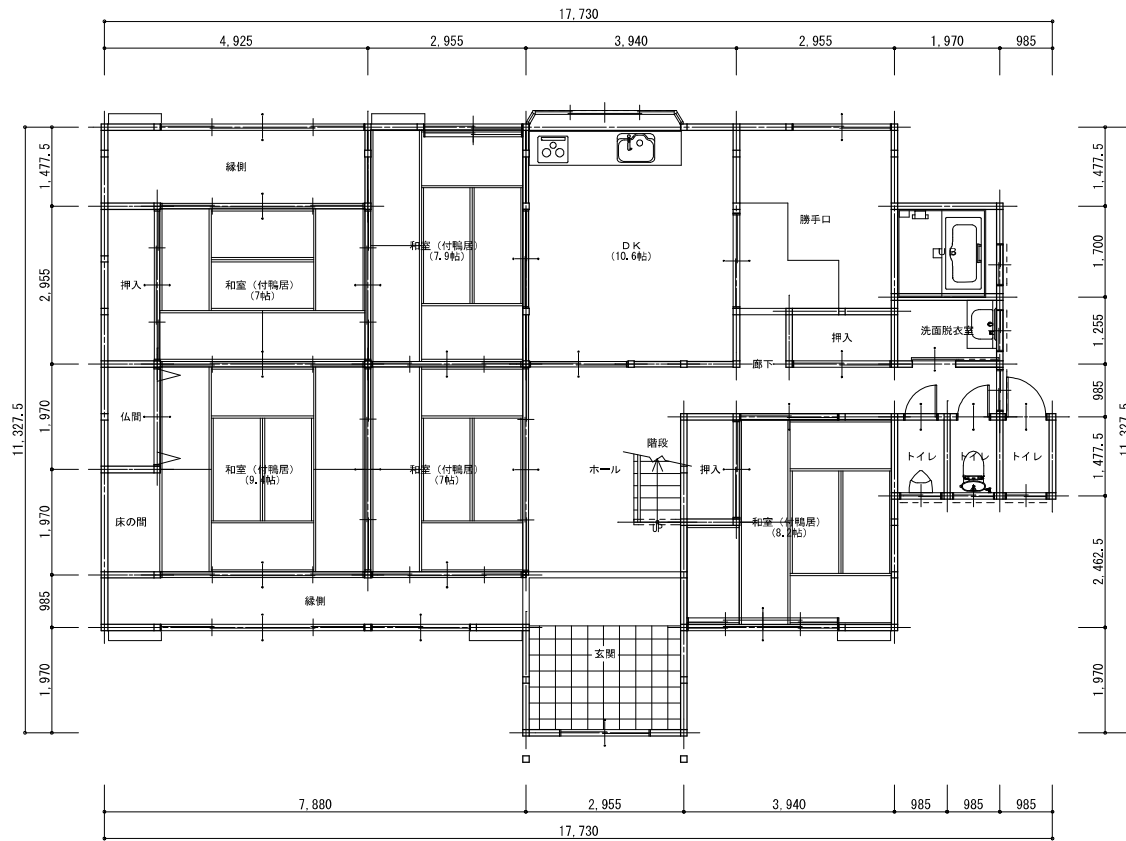 17,730
4,925
2,955
3,940
2,955
1,970
985
11,327.5
1,477.5
2,955
1,970
1,970
985
1,970
縁側
押入
和室(付鴨居)
(7帖)
和室(付鴨居)
(7.9帖)
DK
(10.6帖)
勝手口
UB
洗面脱衣室
押入
廊下
仏間
床の間
和室(付鴨居)
(9.4帖)
和室(付鴨居)
(7帖)
ホール
階段
UP
押入
和室(付鴨居)
(8.2帖)
トイレ
トイレ
トイレ
縁側
玄関
1,477.5
1,700
1,255
985
1,477.5
2,462.5
1,970
11,327.5
7,880
2,955
3,940
985
985
985
17,730